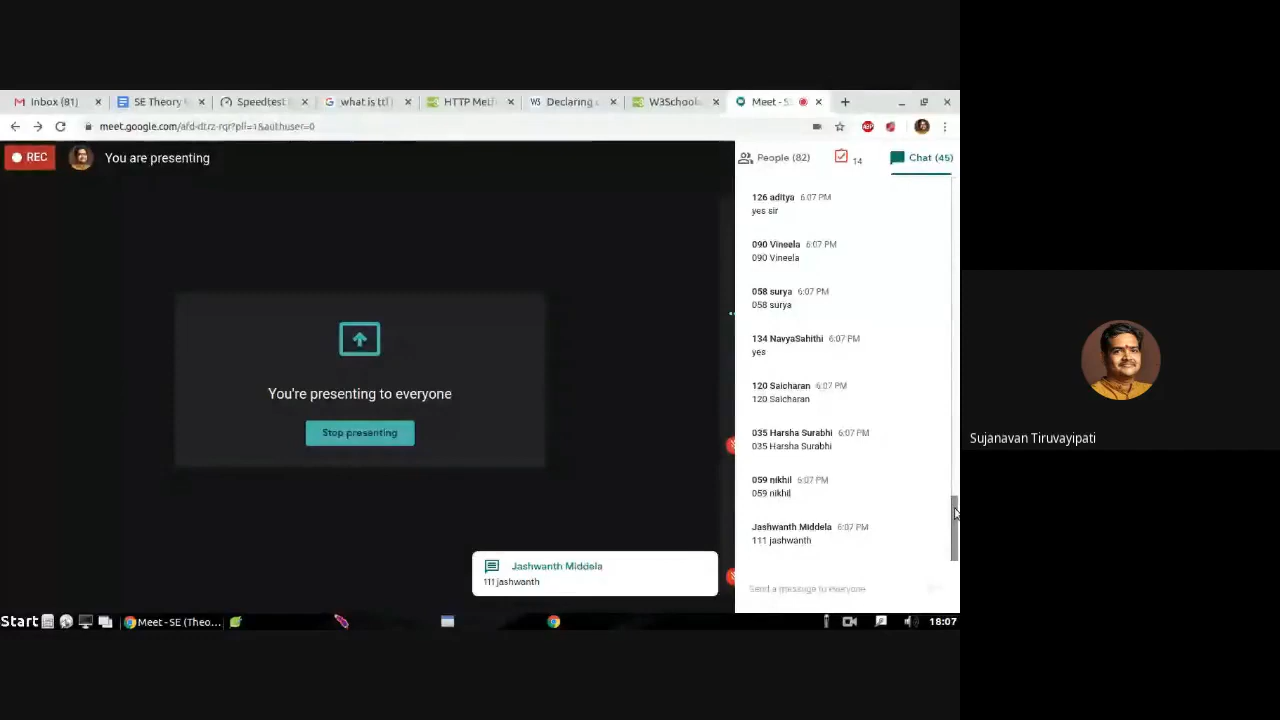 Inbox (81)
SE Theory
Speedtest
what is ttl
HTTP Met
Declaring
W3Schools
Meet - S
meet.google.com/afd-dtrz-rqr?pli=1&authuser=0
REC
You are presenting
People (82)
14
Chat (45)
126 aditya 6:07 PM
yes sir
090 Vineela 6:07 PM
090 Vineela
058 surya 6:07 PM
058 surya
134 NavyaSahithi 6:07 PM
yes
120 Saicharan 6:07 PM
120 Saicharan
035 Harsha Surabhi 6:07 PM
035 Harsha Surabhi
059 nikhil 6:07 PM
059 nikhil
Jashwanth Middela 6:07 PM
111 jashwanth
Send a message to everyone
You're presenting to everyone
Stop presenting
Jashwanth Middela
111 jashwanth
Sujanavan Tiruvayipati
Start
Meet - SE (Theo...
18:07